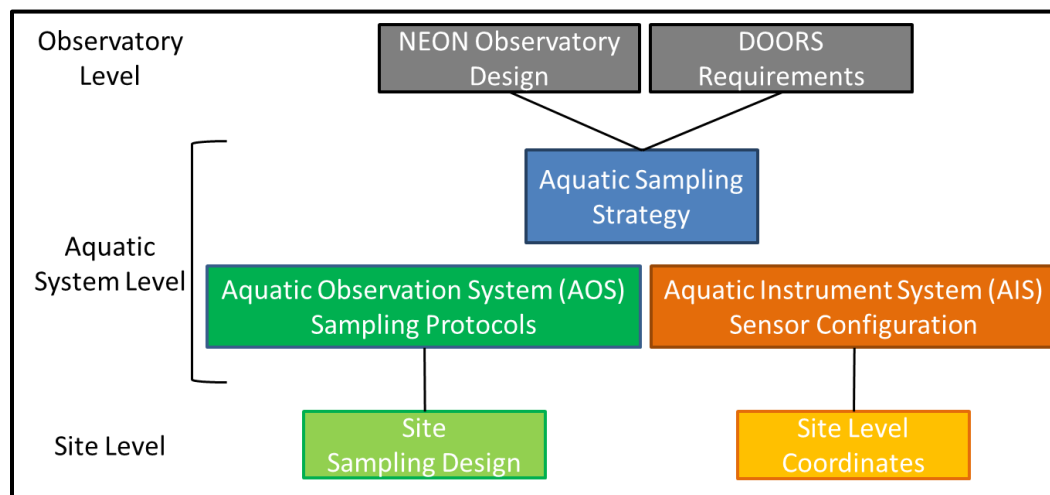 Observatory
Level
NEON Observatory
Design
DOORS
Requirements
Aquatic Sampling
Strategy
Aquatic
System Level
Aquatic Observation System (AOS)
Sampling Protocols
Aquatic Instrument System (AIS)
Sensor Configuration
Site Level
Site
Sampling Design
Site Level
Coordinates